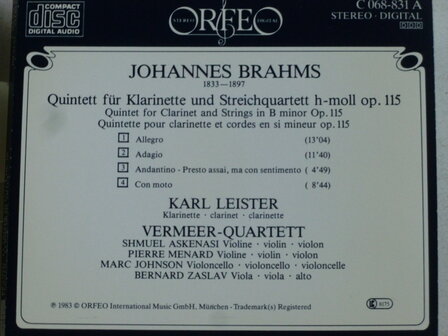 COMPACT
disc
DIGITAL AUDIO
STEREO ORFEO DIGITAL
C 068-831 A
STEREO · DIGITAL
DDD
JOHANNES BRAHMS
1833—1897
Quintett für Klarinette und Streichquartett h-moll op. 115
Quintet for Clarinet and Strings in B minor Op. 115
Quintette pour clarinette et cordes en si mineur op. 115
1 Allegro (13'04)
2 Adagio (11'40)
3 Andantino - Presto assai, ma con sentimento ( 4'49)
4 Con moto ( 8'44)
KARL LEISTER
Klarinette · clarinet · clarinette
VERMEER-QUARTETT
SHMUEL ASKENASI Violine · violin · violon
PIERRE MENARD Violine · violin · violon
MARC JOHNSON Violoncello · violoncello · violoncelle
BERNARD ZASLAV Viola · viola · alto
℗ 1983 © ORFEO International Music GmbH, München - Trademark(s) Registered